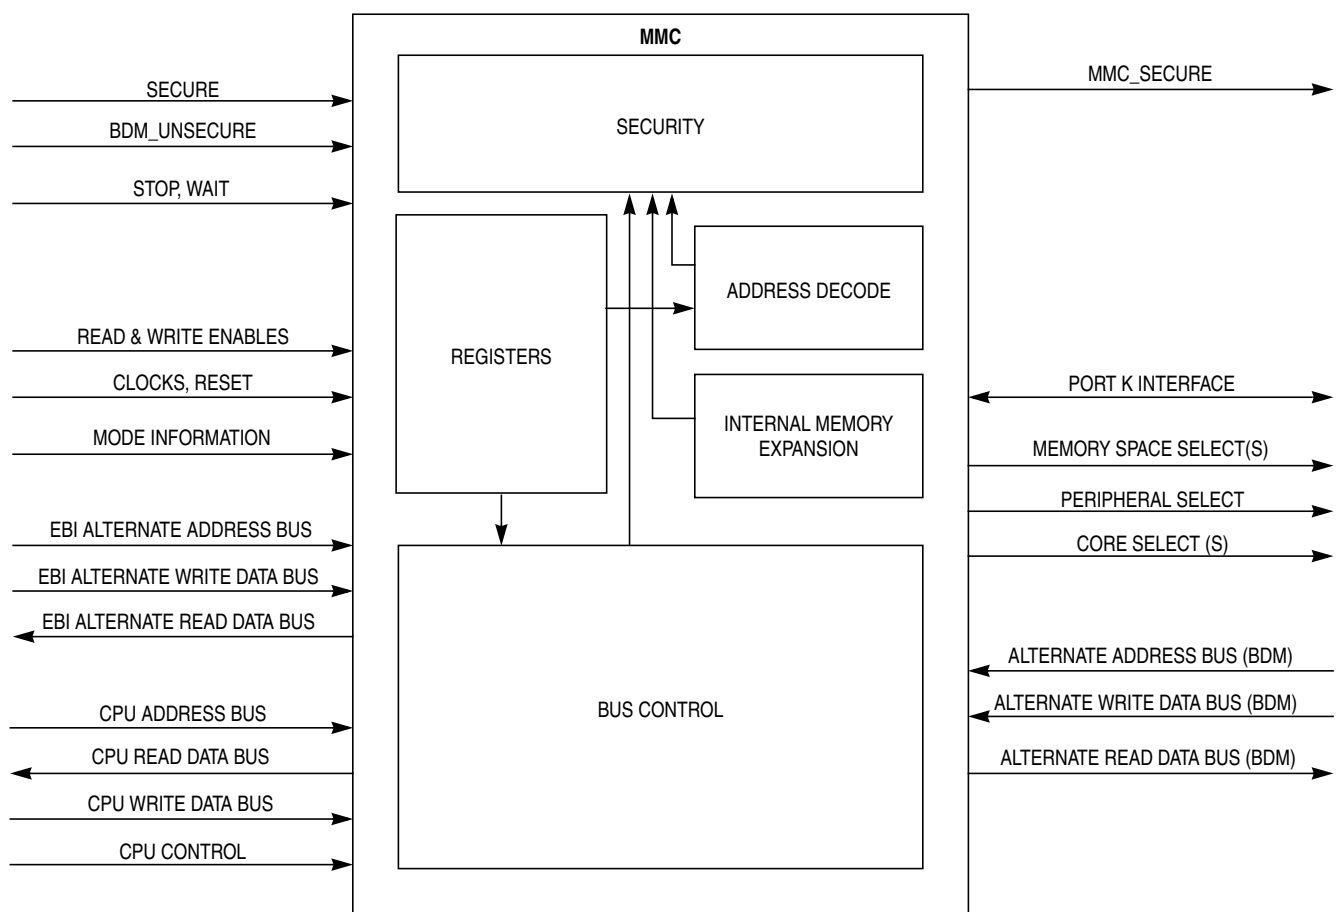 MMC
SECURE
BDM_UNSECURE
STOP, WAIT
READ & WRITE ENABLES
CLOCKS, RESET
MODE INFORMATION
EBI ALTERNATE ADDRESS BUS
EBI ALTERNATE WRITE DATA BUS
EBI ALTERNATE READ DATA BUS
CPU ADDRESS BUS
CPU READ DATA BUS
CPU WRITE DATA BUS
CPU CONTROL
SECURITY
REGISTERS
ADDRESS DECODE
INTERNAL MEMORY
EXPANSION
BUS CONTROL
MMC_SECURE
PORT K INTERFACE
MEMORY SPACE SELECT(S)
PERIPHERAL SELECT
CORE SELECT (S)
ALTERNATE ADDRESS BUS (BDM)
ALTERNATE WRITE DATA BUS (BDM)
ALTERNATE READ DATA BUS (BDM)